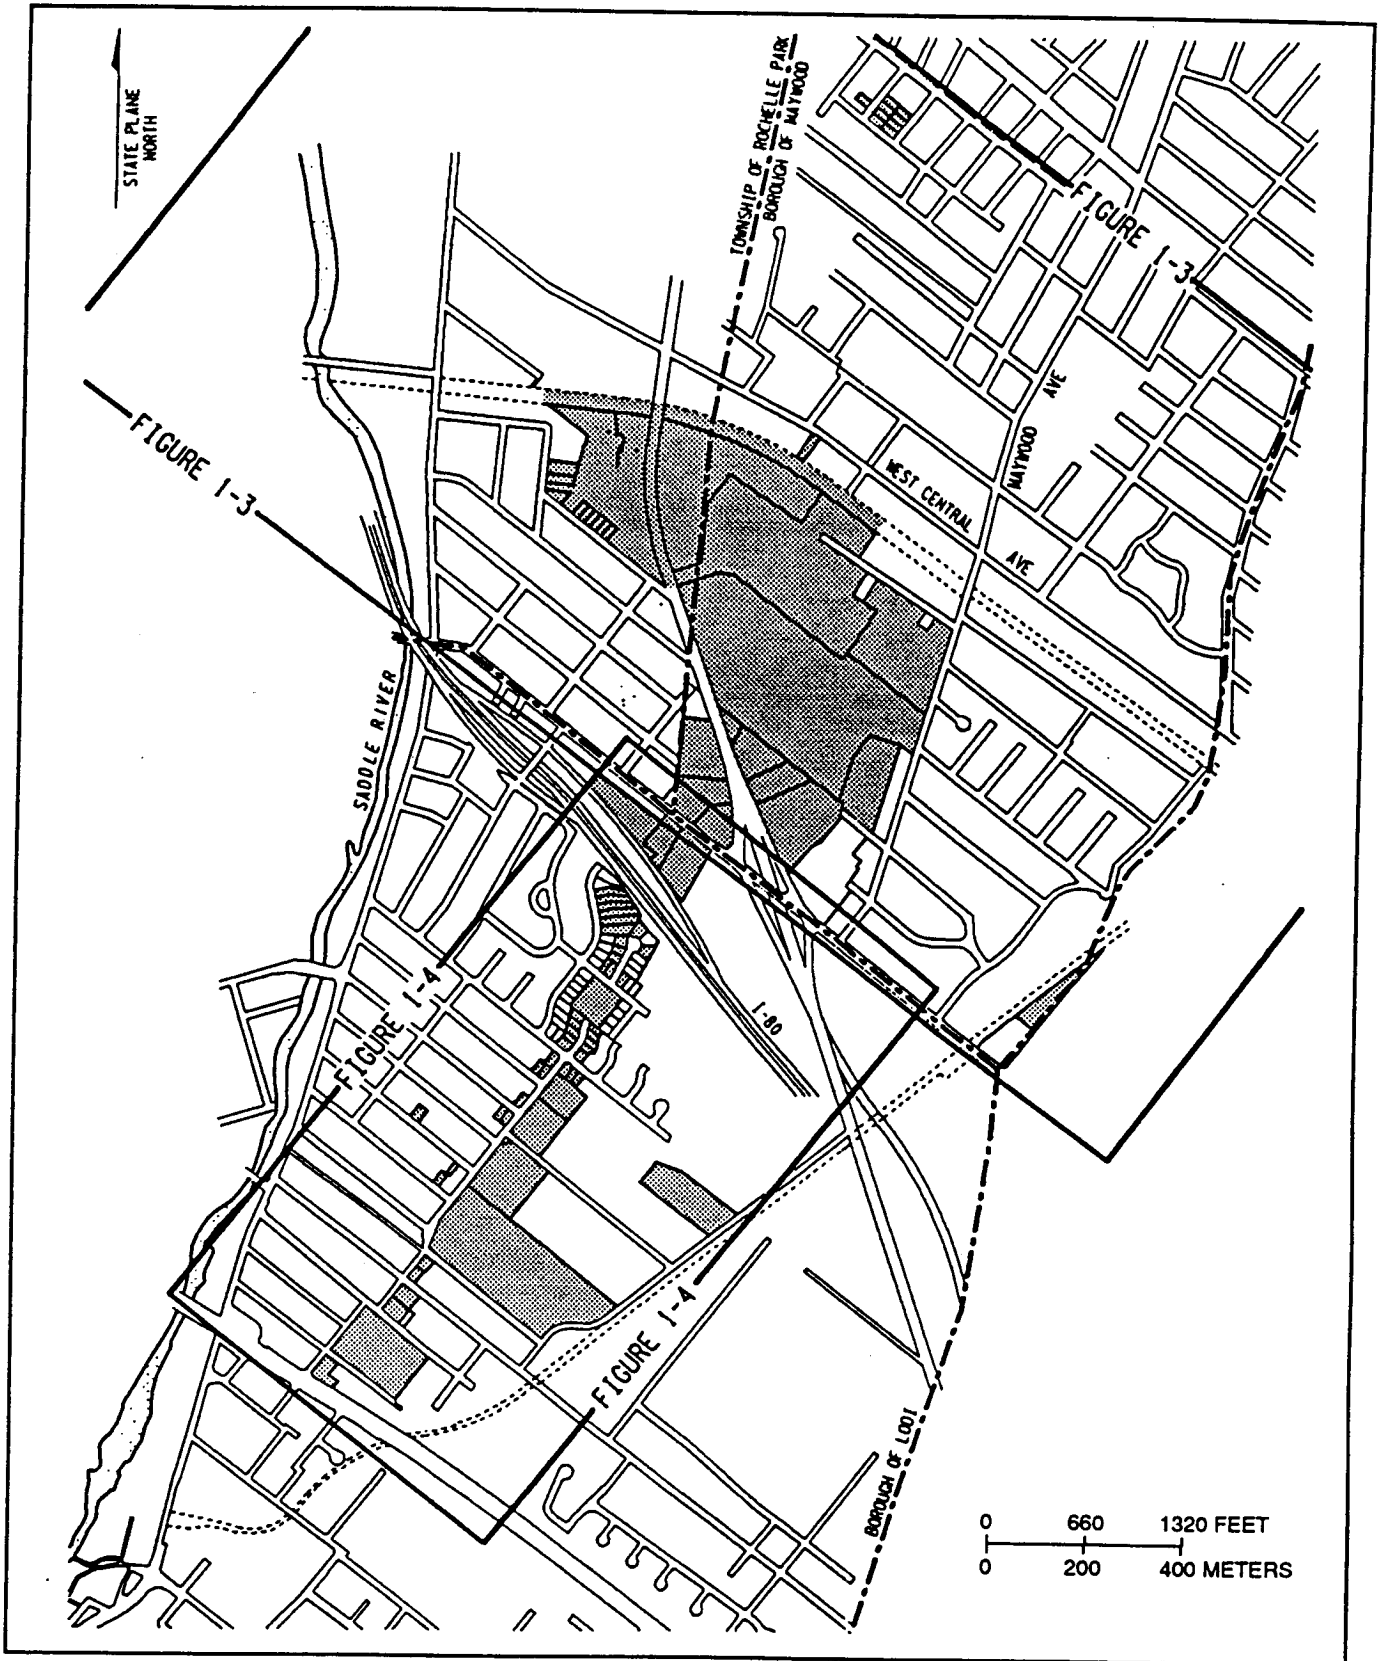 STATE PLANE
NORTH
TOWNSHIP OF ROCHELLE PARK
BOROUGH OF MAYWOOD
FIGURE 1-3
FIGURE 1-3
MAYWOOD AVE
WEST CENTRAL AVE
SADDLE RIVER
I-80
FIGURE 1-4
FIGURE 1-4
BOROUGH OF LODI
0 660 1320 FEET
0 200 400 METERS